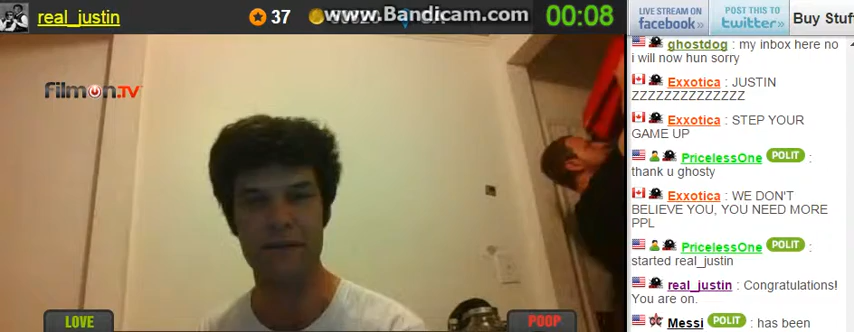 real_justin
37
www.Bandicam.com
00:08
LIVE STREAM ON
facebook»
POST THIS TO
twitter»
Buy Stuf
FilmOn.TV
LOVE
POOP
ghostdog : my inbox here no
i will now hun sorry
Exxotica : JUSTIN
ZZZZZZZZZZZZZZ
Exxotica : STEP YOUR
GAME UP
PricelessOne POLIT :
thank u ghosty
Exxotica : WE DON'T
BELIEVE YOU, YOU NEED MORE
PPL
PricelessOne POLIT :
started real_justin
real_justin : Congratulations!
You are on.
Messi POLIT : has been